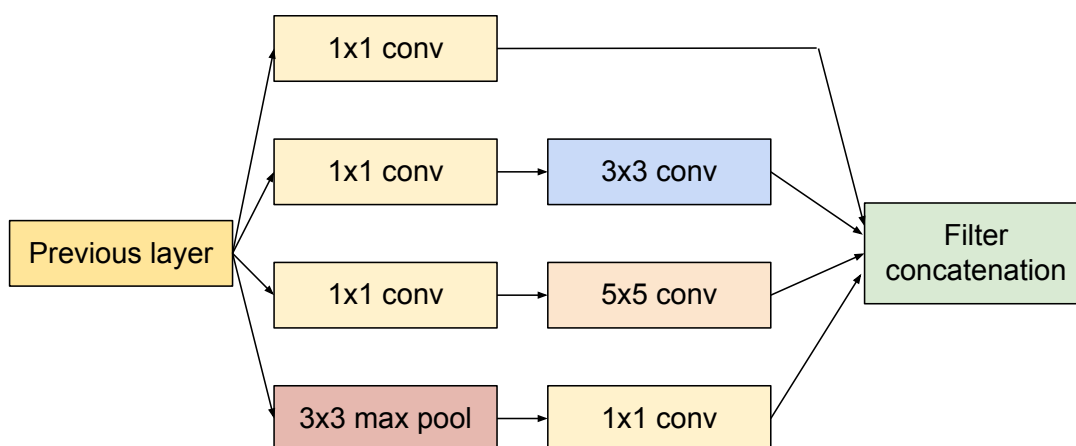 1x1 conv
1x1 conv
3x3 conv
Previous layer
Filter
concatenation
1x1 conv
5x5 conv
3x3 max pool
1x1 conv